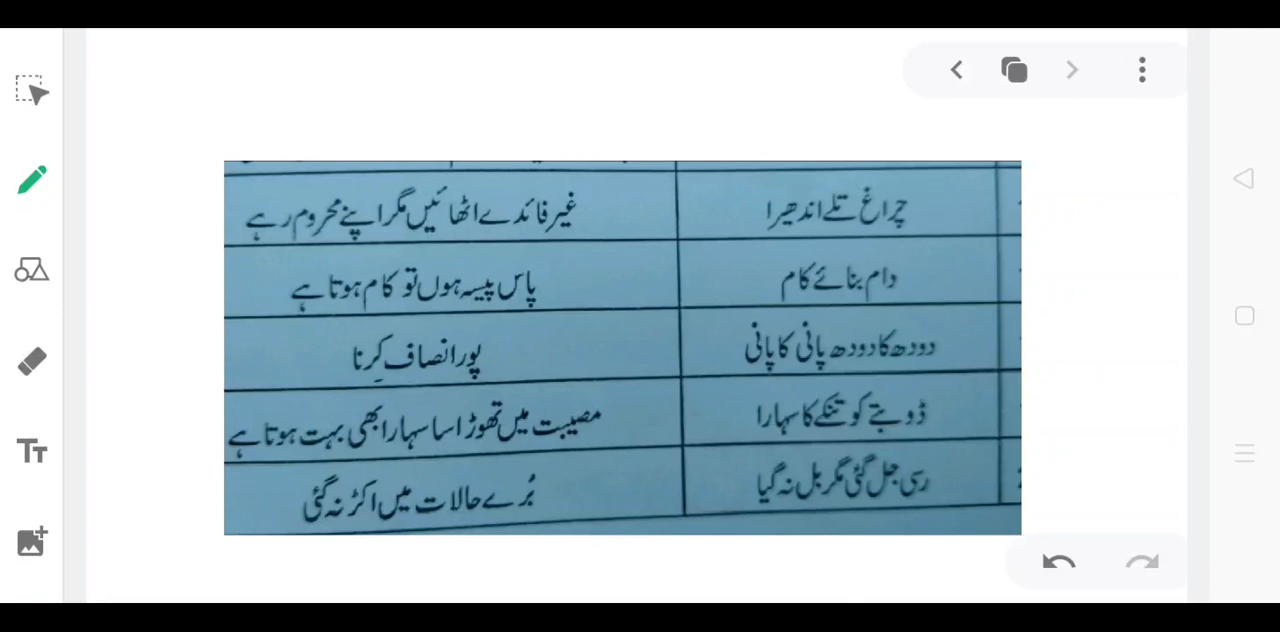 چراغ تلے اندھیرا غیر فائدے اٹھائیں مگر اپنے محروم رہے
دام بنائے کام پاس پیسہ ہوں تو کام ہوتا ہے
دودھ کا دودھ پانی کا پانی پورا انصاف کرنا
ڈوبتے کو تنکے کا سہارا مصیبت میں تھوڑا سا سہارا بھی بہت ہوتا ہے
رسی جل گئی مگر بل نہ گیا بُرے حالات میں اکڑ نہ گئی
TT